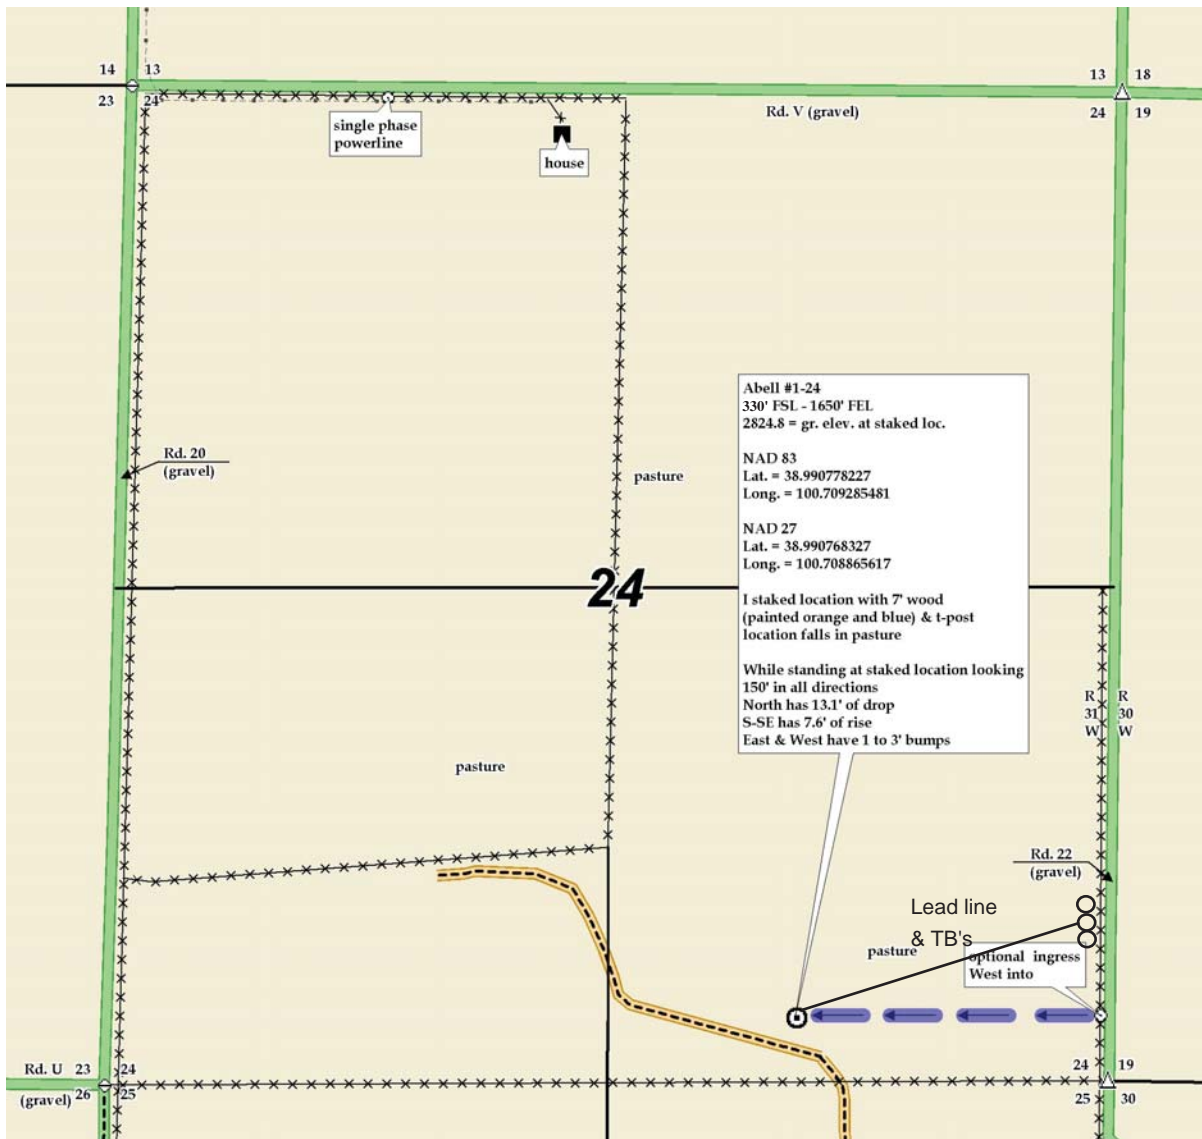 14 13
23 24
13 18
24 19
Rd. V (gravel)
single phase
powerline
house
Rd. 20
(gravel)
pasture
24
Abell #1-24
330' FSL - 1650' FEL
2824.8 = gr. elev. at staked loc.
NAD 83
Lat. = 38.990778227
Long. = 100.709285481
NAD 27
Lat. = 38.990768327
Long. = 100.708865617
I staked location with 7' wood
(painted orange and blue) & t-post
location falls in pasture
While standing at staked location looking
150' in all directions
North has 13.1' of drop
S-SE has 7.6' of rise
East & West have 1 to 3' bumps
R R
31 30
W W
pasture
Rd. 22
(gravel)
Lead line
& TB's
pasture
optional ingress
West into
Rd. U 23 24
(gravel) 26 25
24 19
25 30